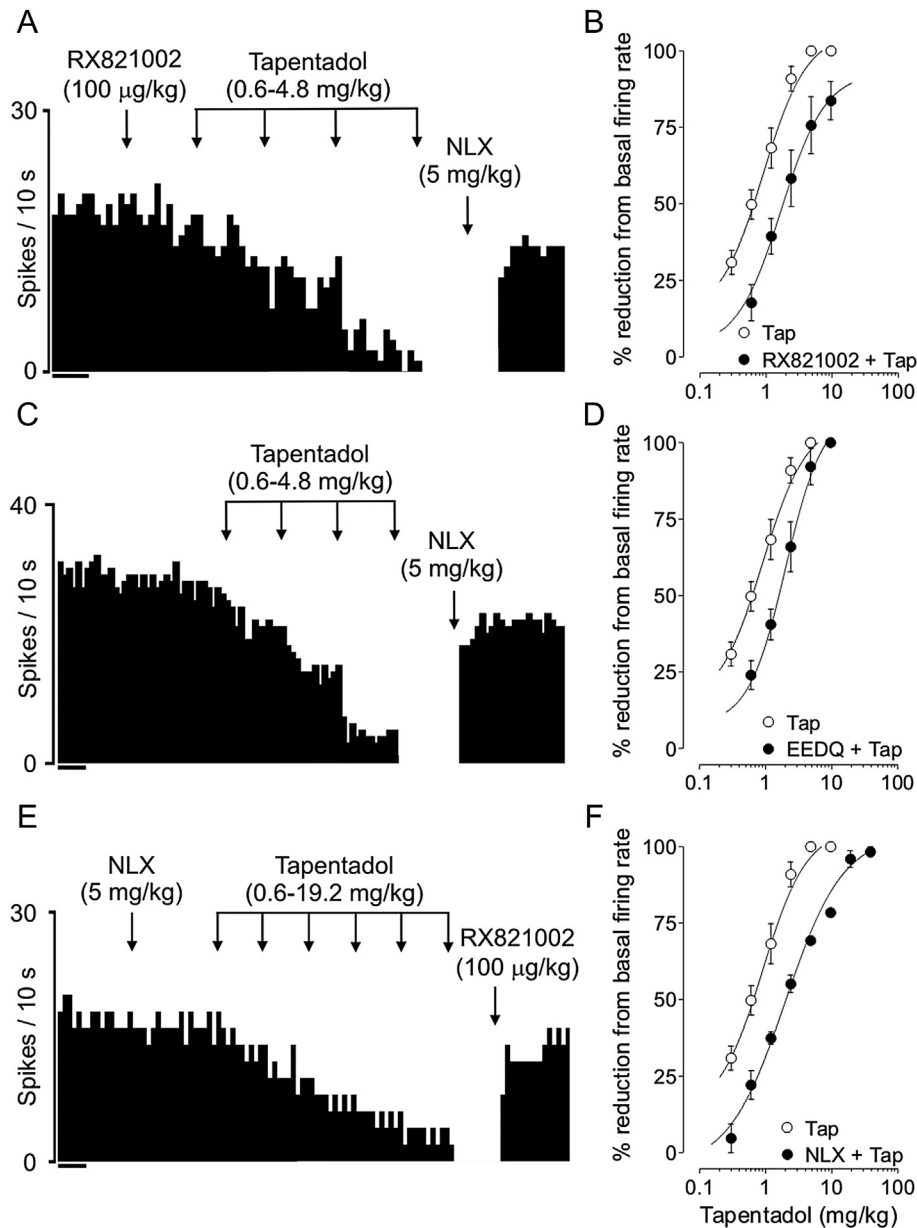 A
RX821002
(100 µg/kg)
Tapentadol
(0.6-4.8 mg/kg)
NLX
(5 mg/kg)
30
Spikes / 10 s
0
B
% reduction from basal firing rate
100
75
50
25
0
Tap
RX821002 + Tap
0.1 1 10 100
C
Tapentadol
(0.6-4.8 mg/kg)
NLX
(5 mg/kg)
40
Spikes / 10 s
0
D
% reduction from basal firing rate
100
75
50
25
0
Tap
EEDQ + Tap
0.1 1 10 100
E
NLX
(5 mg/kg)
Tapentadol
(0.6-19.2 mg/kg)
RX821002
(100 µg/kg)
30
Spikes / 10 s
0
F
% reduction from basal firing rate
100
75
50
25
0
Tap
NLX + Tap
0.1 1 10 100
Tapentadol (mg/kg)